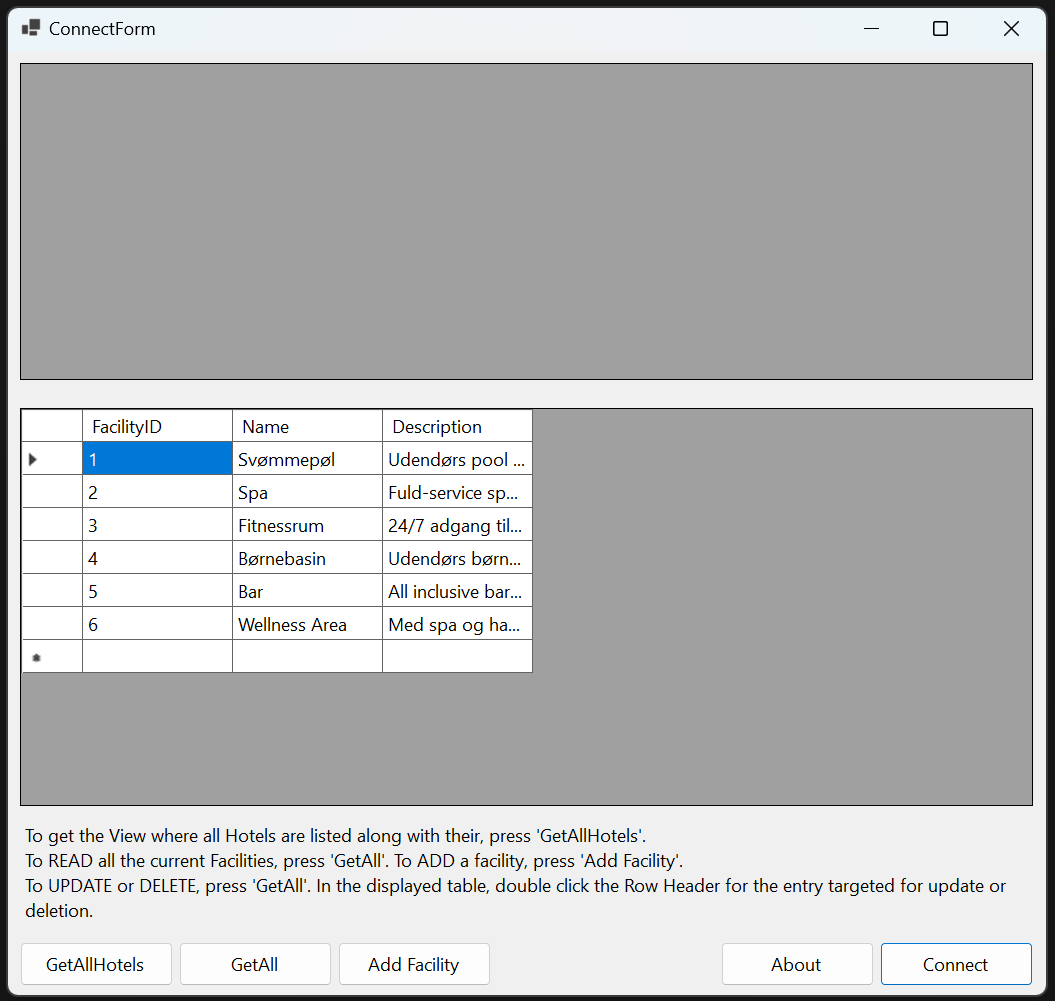 ConnectForm
FacilityID Name Description
1 Svømmepøl Udendørs pool ...
2 Spa Fuld-service sp...
3 Fitnessrum 24/7 adgang til...
4 Børnebasin Udendørs børn...
5 Bar All inclusive bar...
6 Wellness Area Med spa og ha...
To get the View where all Hotels are listed along with their, press 'GetAllHotels'.
To READ all the current Facilities, press 'GetAll'. To ADD a facility, press 'Add Facility'.
To UPDATE or DELETE, press 'GetAll'. In the displayed table, double click the Row Header for the entry targeted for update or
deletion.
GetAllHotels GetAll Add Facility About Connect